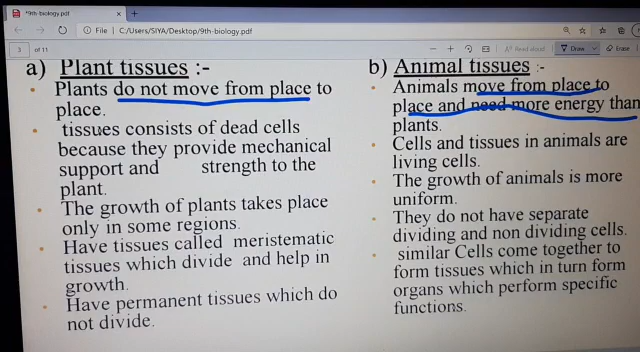 *9th-biology.pdf
File
C:/Users/SIYA/Desktop/9th-biology.pdf
3 of 11
Read aloud
Draw
Erase
a) Plant tissues :-
Plants do not move from place to
place.
tissues consists of dead cells
because they provide mechanical
support and strength to the
plant.
The growth of plants takes place
only in some regions.
Have tissues called meristematic
tissues which divide and help in
growth.
Have permanent tissues which do
not divide.
b) Animal tissues :-
Animals move from place to
place and need more energy than
plants.
Cells and tissues in animals are
living cells.
The growth of animals is more
uniform.
They do not have separate
dividing and non dividing cells.
similar Cells come together to
form tissues which in turn form
organs which perform specific
functions.